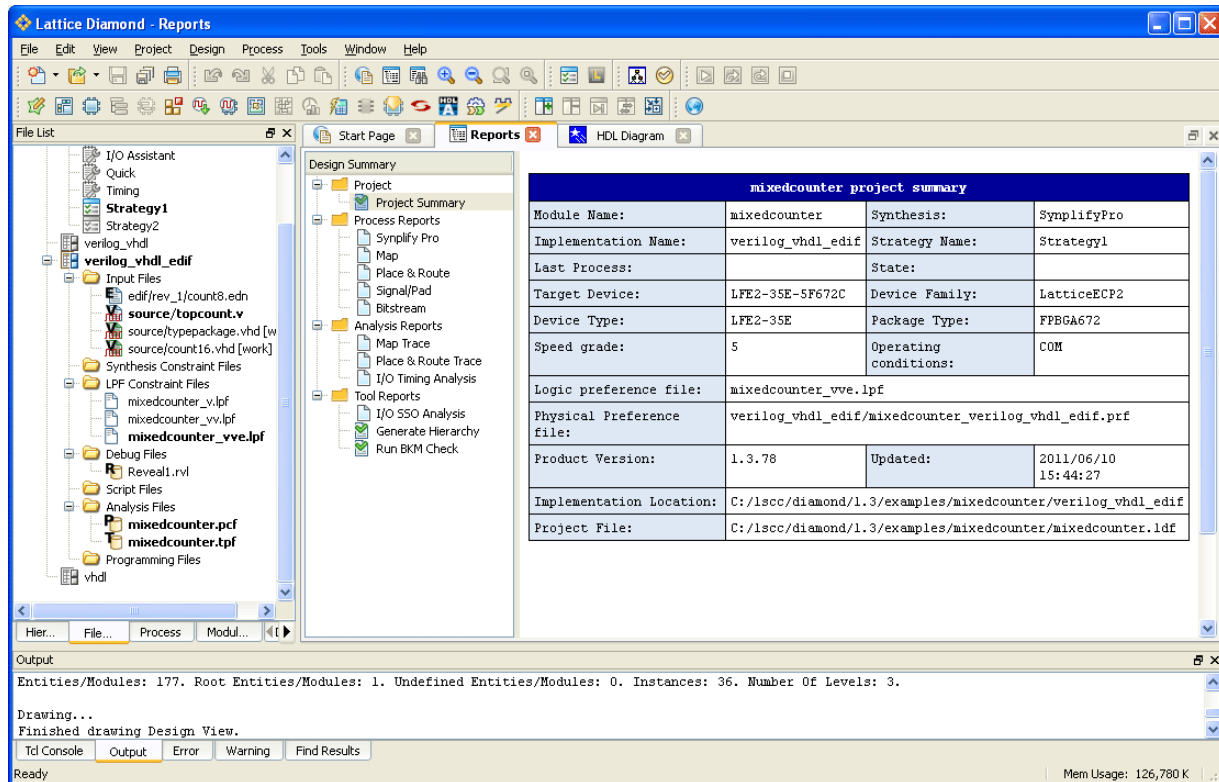 Lattice Diamond - Reports
File Edit View Project Design Process Tools Window Help
File List
I/O Assistant
Quick
Timing
Strategy1
Strategy2
verilog_vhdl
verilog_vhdl_edif
Input Files
edif/rev_1/count8.edn
source/topcount.v
source/typepackage.vhd [w
source/count16.vhd [work]
Synthesis Constraint Files
LPF Constraint Files
mixedcounter_v.lpf
mixedcounter_vv.lpf
mixedcounter_vve.lpf
Debug Files
Reveal1.rvl
Script Files
Analysis Files
mixedcounter.pcf
mixedcounter.tpf
Programming Files
vhdl
Hier... File... Process Modul...
Start Page Reports HDL Diagram
Design Summary
Project
Project Summary
Process Reports
Synplify Pro
Map
Place & Route
Signal/Pad
Bitstream
Analysis Reports
Map Trace
Place & Route Trace
I/O Timing Analysis
Tool Reports
I/O SSO Analysis
Generate Hierarchy
Run BKM Check
mixedcounter project summary
Module Name: mixedcounter Synthesis: SynplifyPro
Implementation Name: verilog_vhdl_edif Strategy Name: Strategy1
Last Process: State:
Target Device: LFE2-35E-5F672C Device Family: LatticeECP2
Device Type: LFE2-35E Package Type: FPBGA672
Speed grade: 5 Operating COM
conditions:
Logic preference file: mixedcounter_vve.lpf
Physical Preference verilog_vhdl_edif/mixedcounter_verilog_vhdl_edif.prf
file:
Product Version: 1.3.78 Updated: 2011/06/10
15:44:27
Implementation Location: C:/lscc/diamond/1.3/examples/mixedcounter/verilog_vhdl_edif
Project File: C:/lscc/diamond/1.3/examples/mixedcounter/mixedcounter.ldf
Output
Entities/Modules: 177. Root Entities/Modules: 1. Undefined Entities/Modules: 0. Instances: 36. Number Of Levels: 3.
Drawing...
Finished drawing Design View.
Tcl Console Output Error Warning Find Results
Ready Mem Usage: 126,780 K